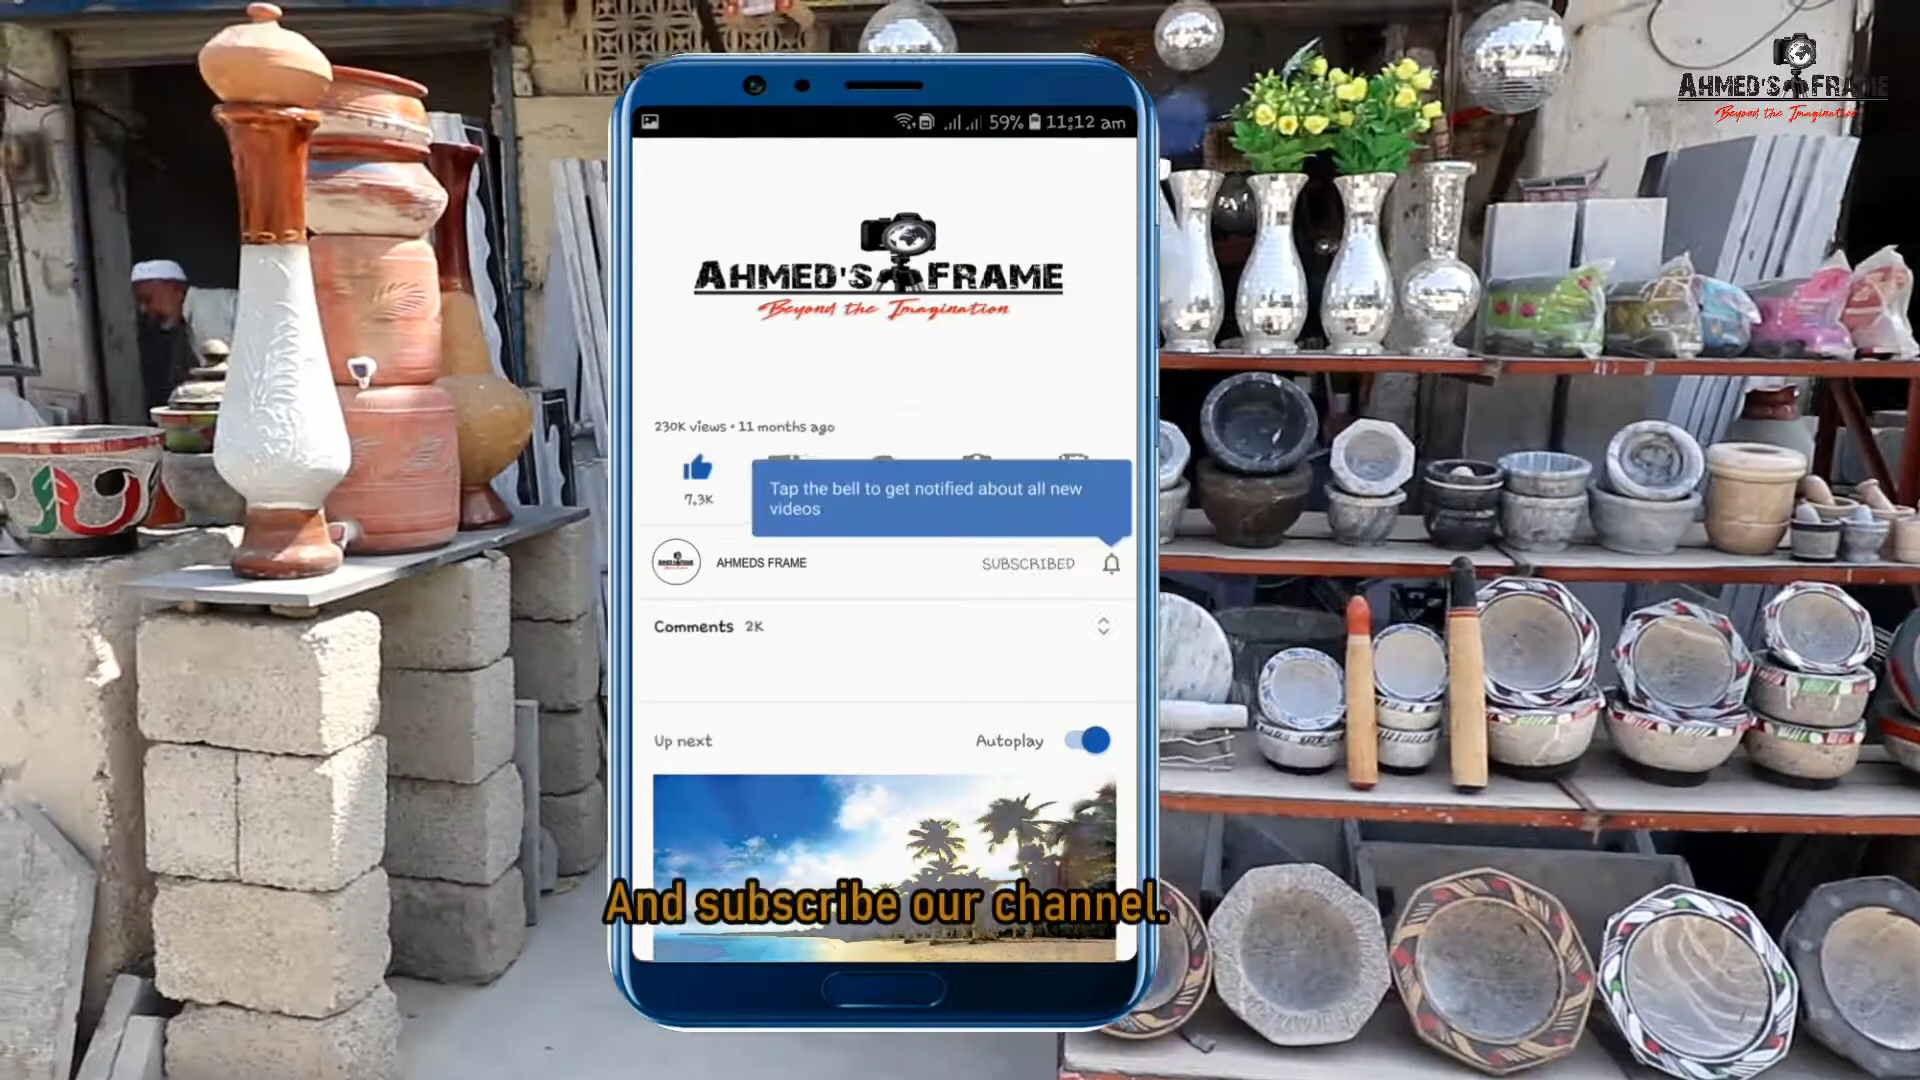 AHMED'S FRAME
Beyond the Imagination
59% 11:12 am
AHMED'S FRAME
Beyond the Imagination
230K views • 11 months ago
7.3K
Tap the bell to get notified about all new
videos
AHMEDS FRAME SUBSCRIBED
Comments 2K
Up next Autoplay
And subscribe our channel.